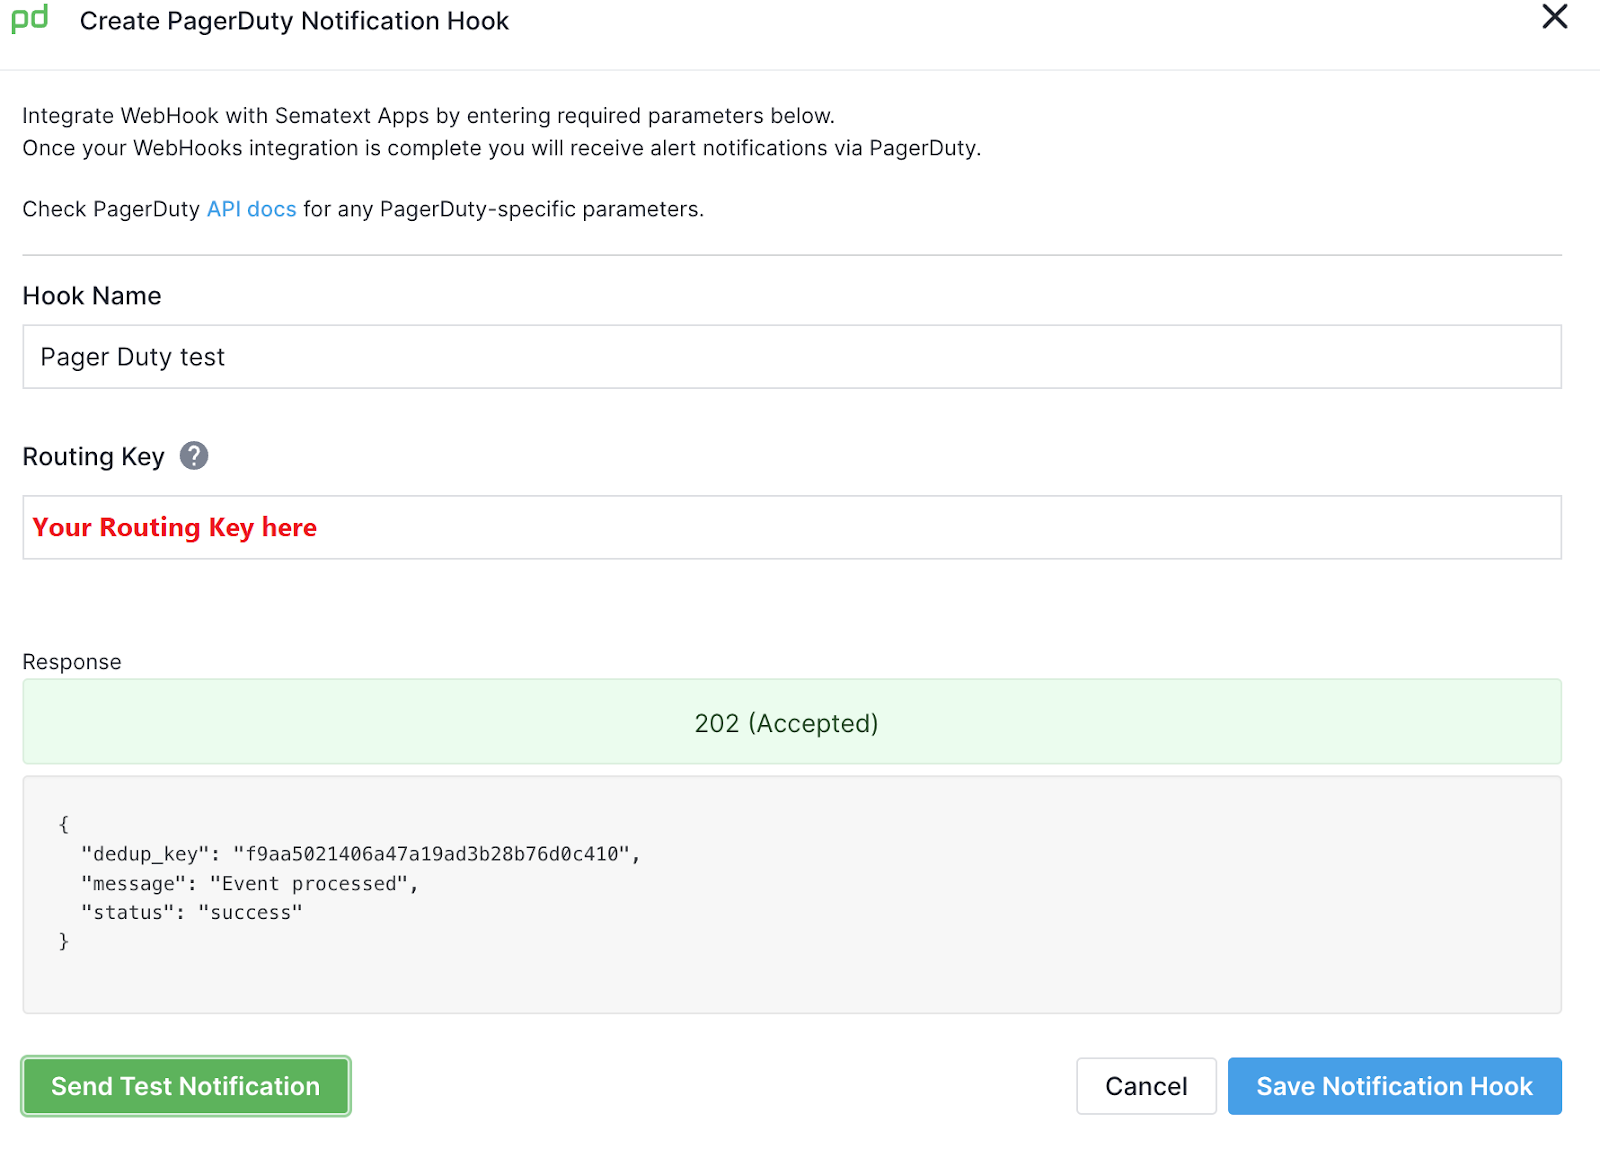 pd Create PagerDuty Notification Hook
Integrate WebHook with Sematext Apps by entering required parameters below.
Once your WebHooks integration is complete you will receive alert notifications via PagerDuty.
Check PagerDuty API docs for any PagerDuty-specific parameters.
Hook Name
Pager Duty test
Routing Key ?
Your Routing Key here
Response
202 (Accepted)
{
"dedup_key": "f9aa5021406a47a19ad3b28b76d0c410",
"message": "Event processed",
"status": "success"
}
Send Test Notification Cancel Save Notification Hook